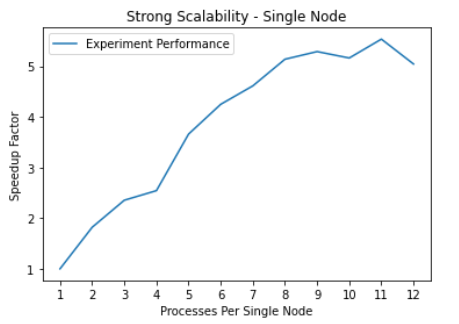 Strong Scalability - Single Node
Experiment Performance
Speedup Factor
5
4
3
2
1
1 2 3 4 5 6 7 8 9 10 11 12
Processes Per Single Node